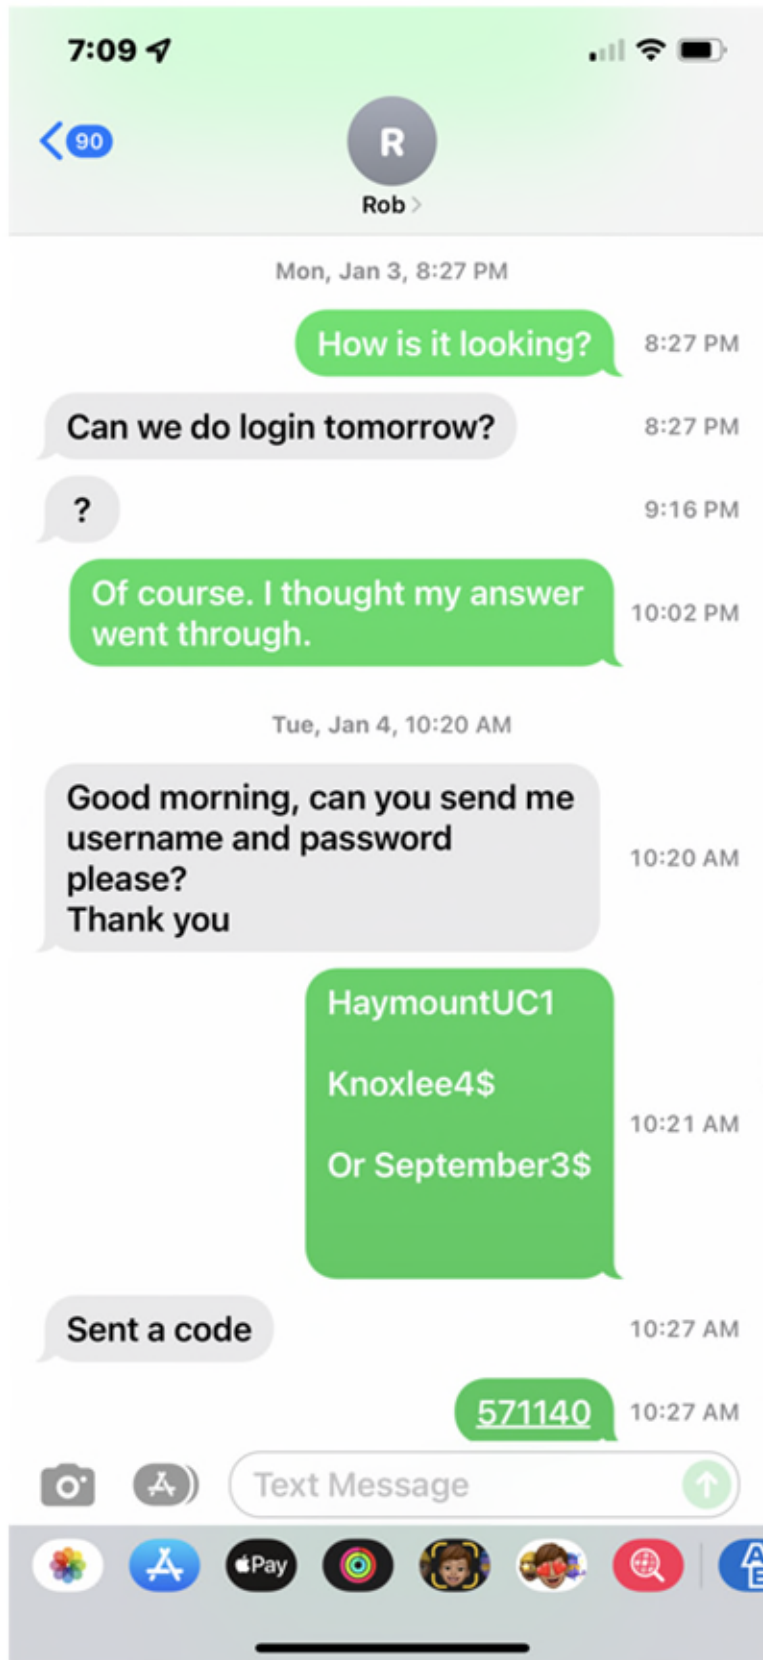 7:09
90
R
Rob
Mon, Jan 3, 8:27 PM
How is it looking?
8:27 PM
Can we do login tomorrow?
8:27 PM
?
9:16 PM
Of course. I thought my answer
went through.
10:02 PM
Tue, Jan 4, 10:20 AM
Good morning, can you send me
username and password
please?
Thank you
10:20 AM
HaymountUC1
Knoxlee4$
Or September3$
10:21 AM
Sent a code
10:27 AM
571140
10:27 AM
Text Message
Pay